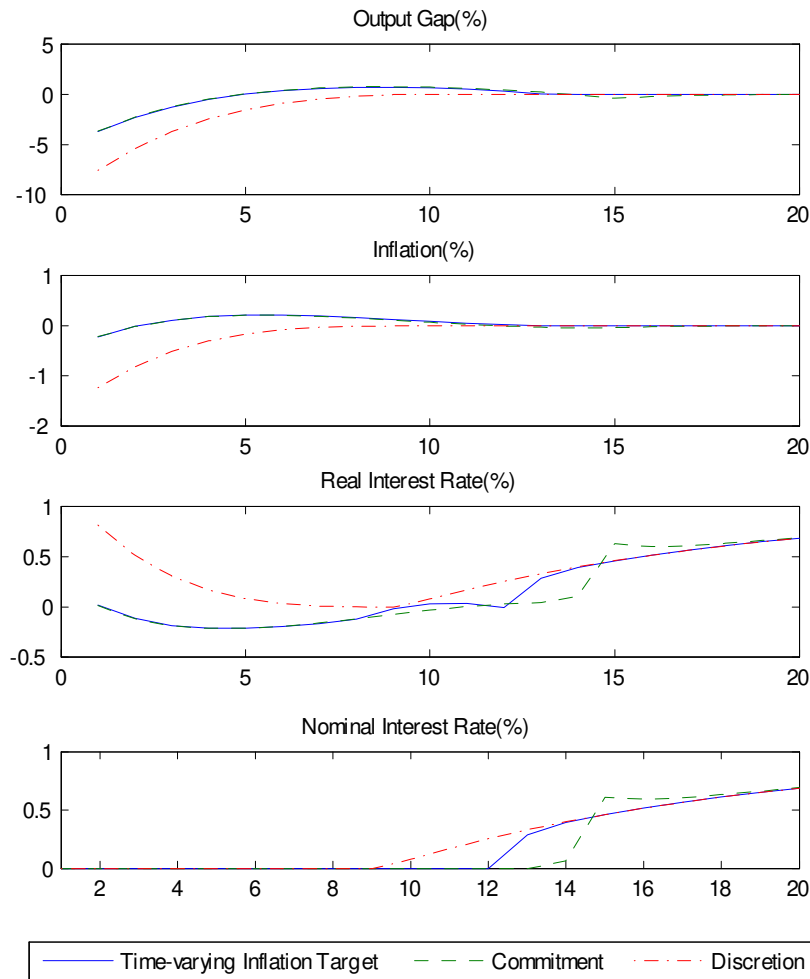 Output Gap(%)
5
0
-5
-10
0 5 10 15 20
Inflation(%)
1
0
-1
-2
0 5 10 15 20
Real Interest Rate(%)
1
0.5
0
-0.5
0 5 10 15 20
Nominal Interest Rate(%)
1
0.5
0
2 4 6 8 10 12 14 16 18 20
Time-varying Inflation Target Commitment Discretion